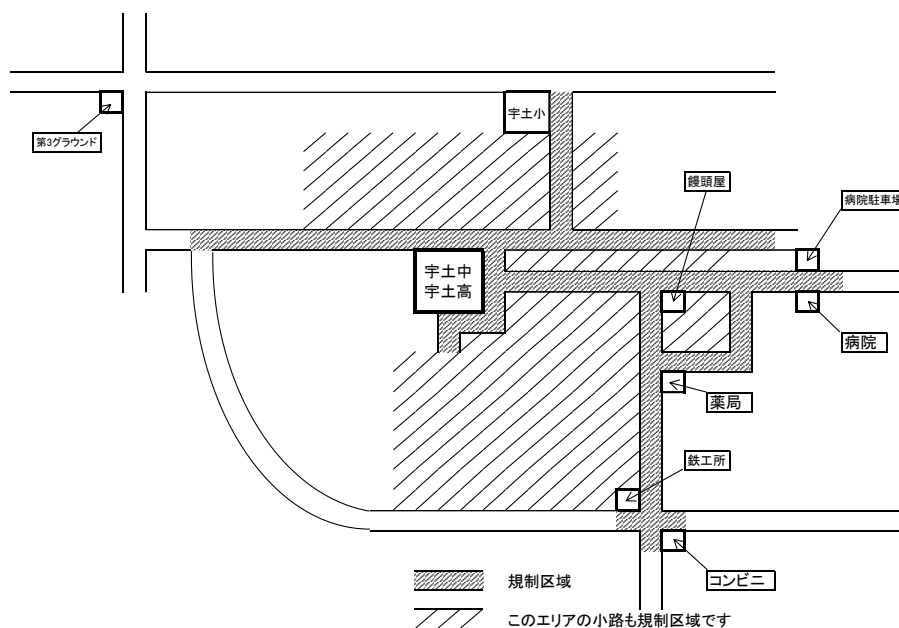 宇土小
第3グラウンド
饅頭屋
病院駐車場
宇土中
宇土高
病院
薬局
鉄工所
コンビニ
規制区域
このエリアの小路も規制区域です